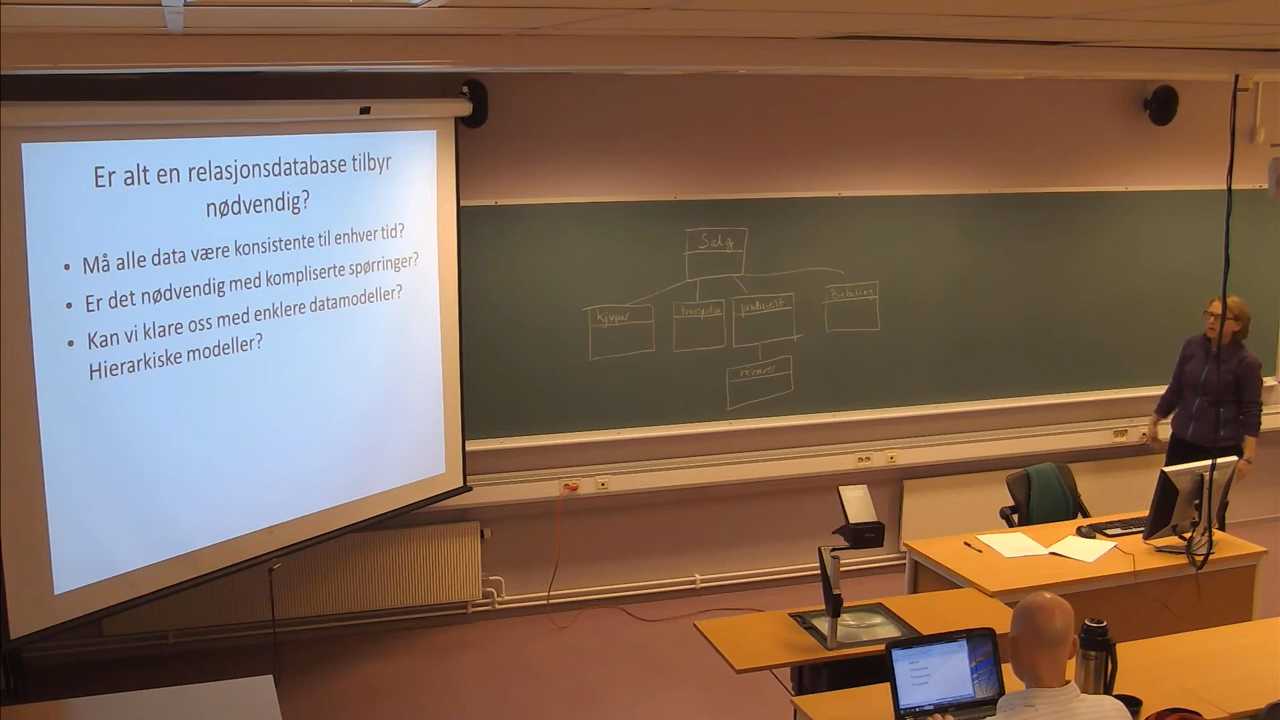 Er alt en relasjonsdatabase tilbyr
nødvendig?
• Må alle data være konsistente til enhver tid?
• Er det nødvendig med kompliserte spørringer?
• Kan vi klare oss med enklere datamodeller?
Hierarkiske modeller?
Salg
Kjøper
produsent
Betaling